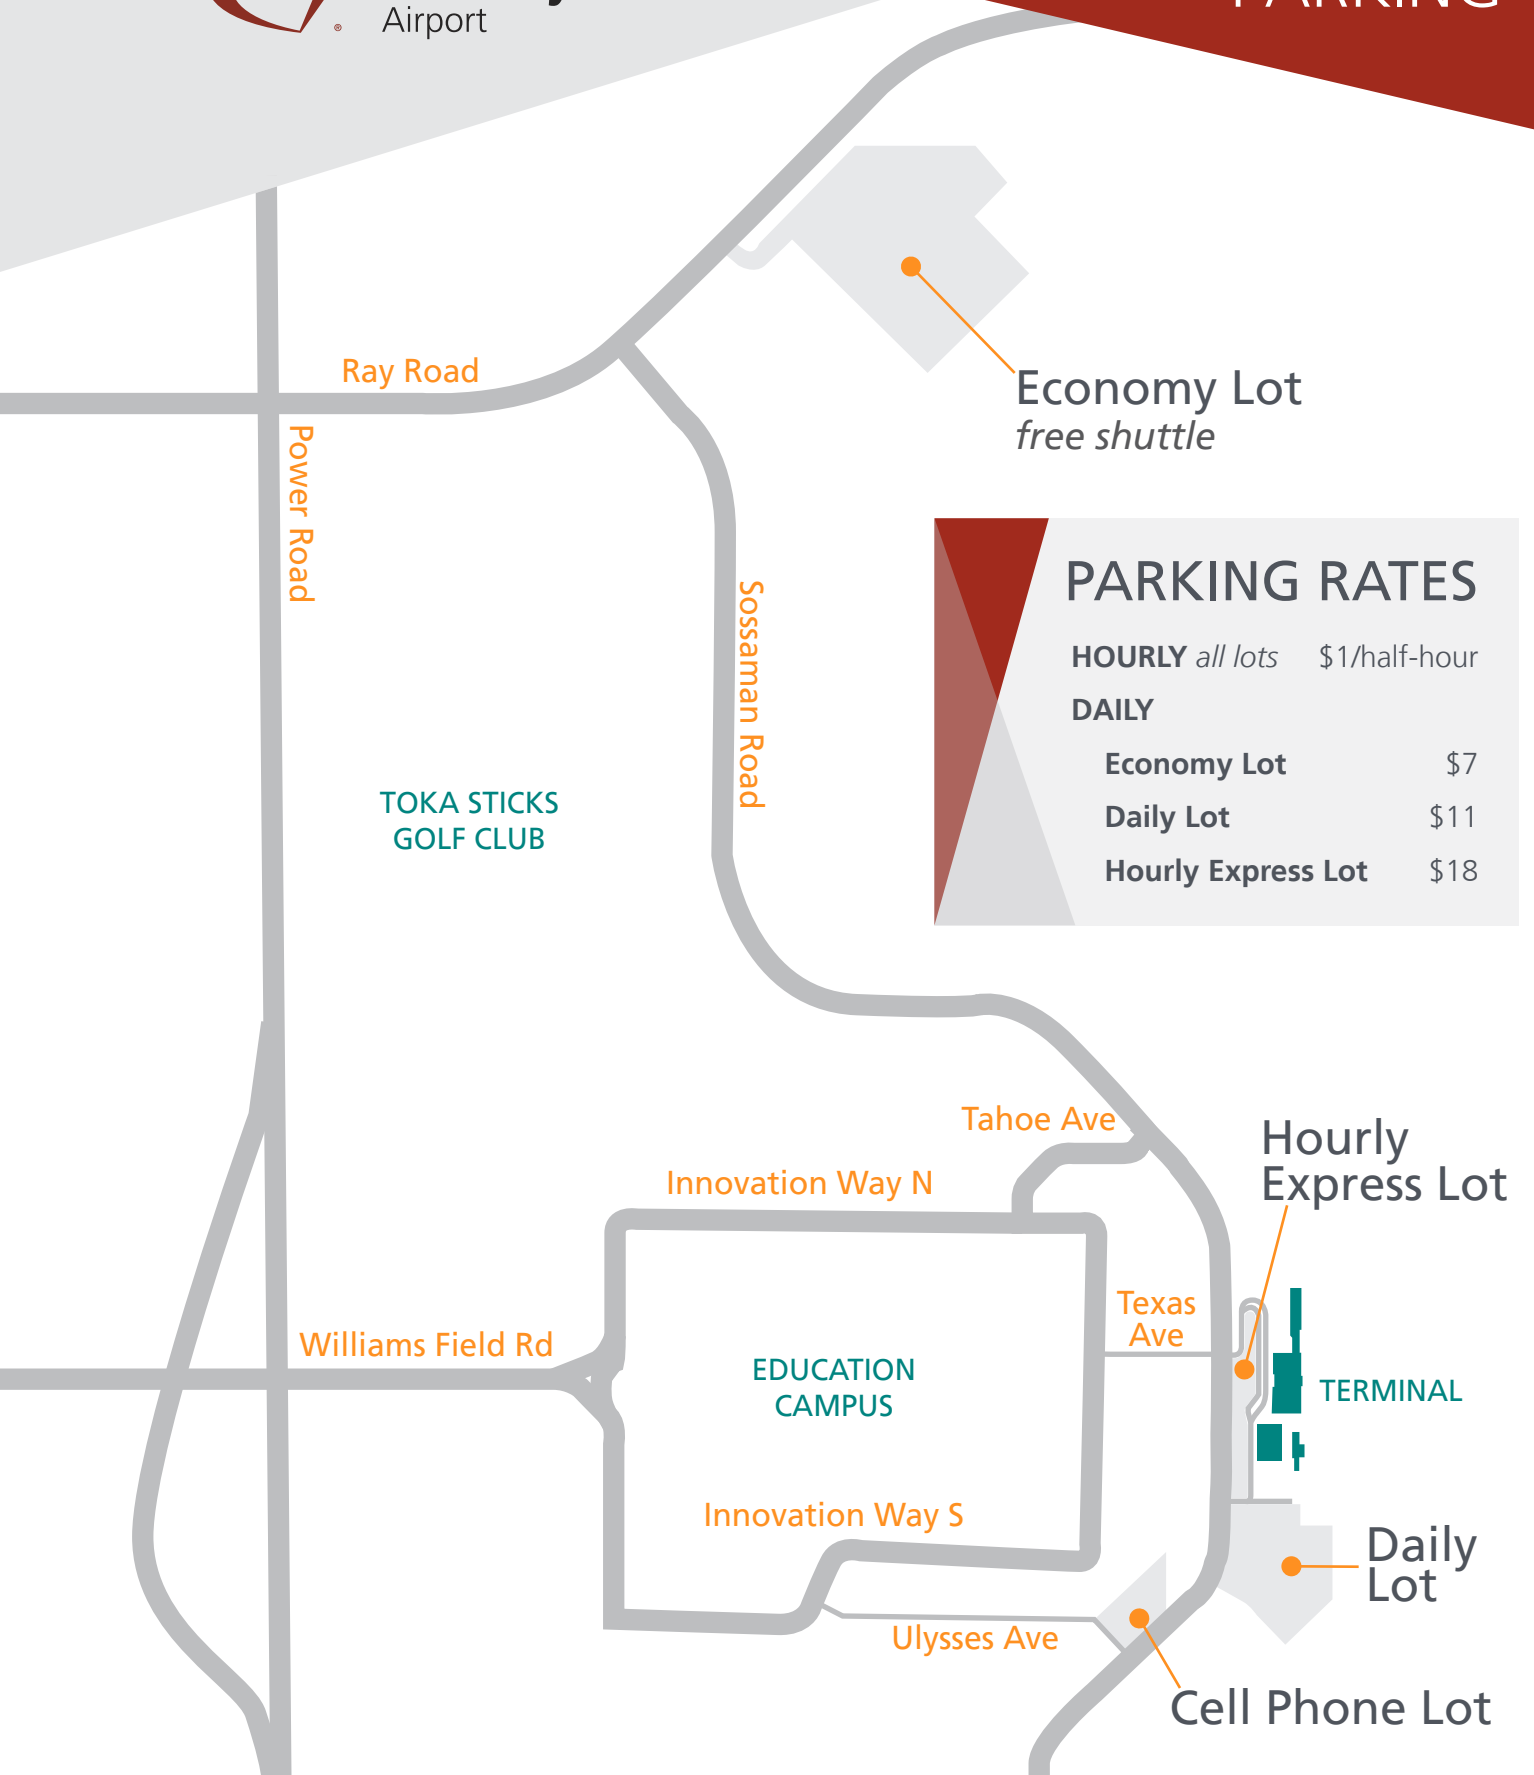 Airport
PARKING
Ray Road
Economy Lot
free shuttle
Power Road
PARKING RATES
HOURLY all lots $1/half-hour
DAILY
Economy Lot $7
Daily Lot $11
Hourly Express Lot $18
Sossaman Road
TOKA STICKS
GOLF CLUB
Tahoe Ave
Hourly
Express Lot
Innovation Way N
Texas
Ave
Williams Field Rd
EDUCATION
CAMPUS
TERMINAL
Innovation Way S
Daily
Lot
Ulysses Ave
Cell Phone Lot